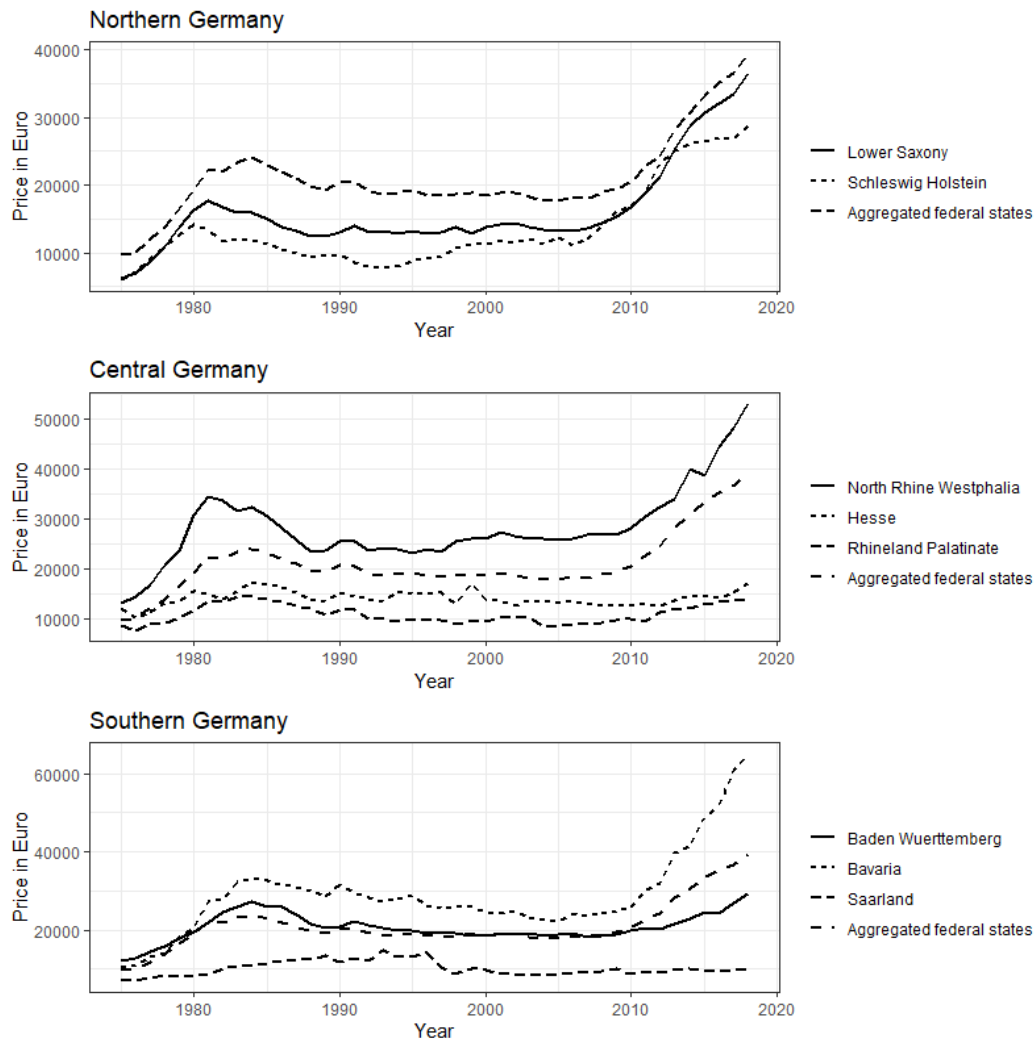 Northern Germany
40000
30000
20000
10000
Price in Euro
1980
1990
2000
2010
2020
Year
Lower Saxony
Schleswig Holstein
Aggregated federal states
Central Germany
50000
40000
30000
20000
10000
Price in Euro
1980
1990
2000
2010
2020
Year
North Rhine Westphalia
Hesse
Rhineland Palatinate
Aggregated federal states
Southern Germany
60000
40000
20000
Price in Euro
1980
1990
2000
2010
2020
Year
Baden Wuerttemberg
Bavaria
Saarland
Aggregated federal states